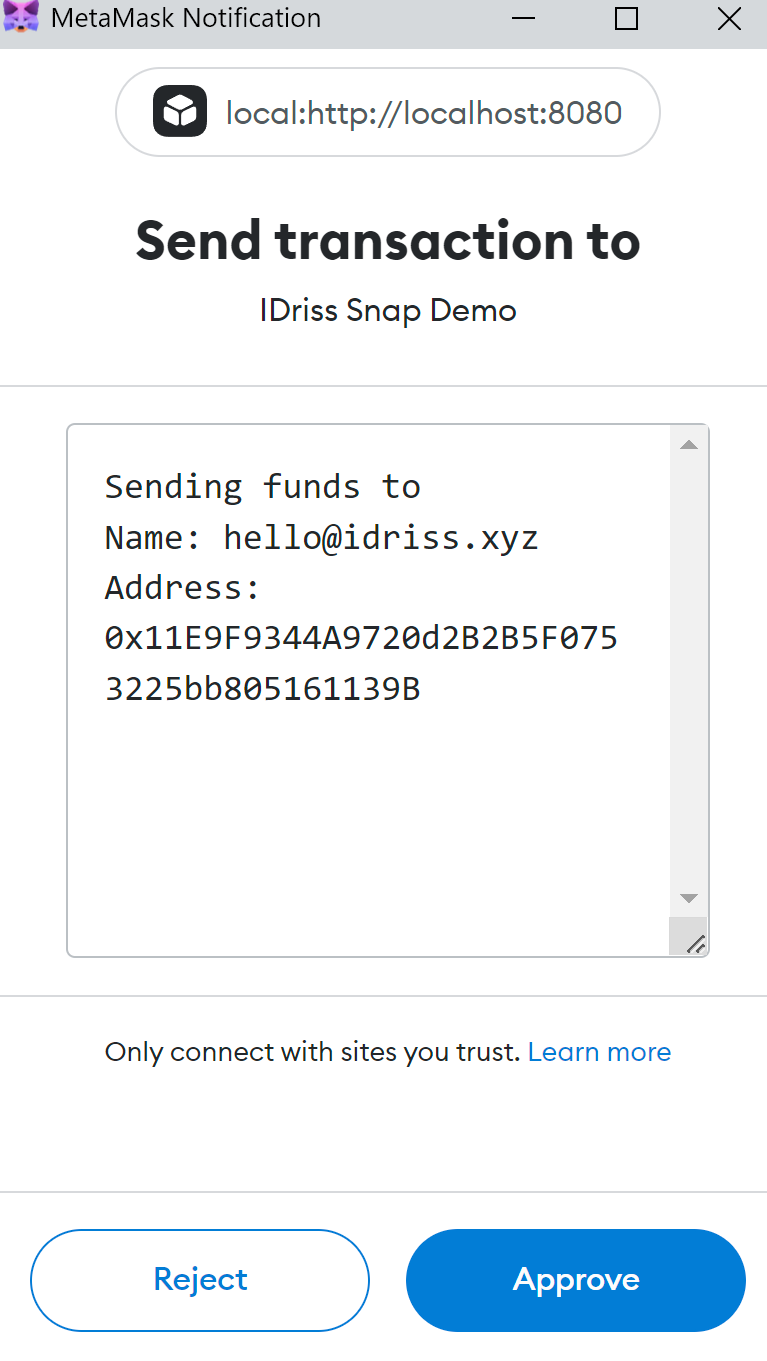 MetaMask Notification
local:http://localhost:8080
Send transaction to
IDriss Snap Demo
Sending funds to
Name: hello@idriss.xyz
Address:
0x11E9F9344A9720d2B2B5F075
3225bb805161139B
Only connect with sites you trust. Learn more
Reject
Approve